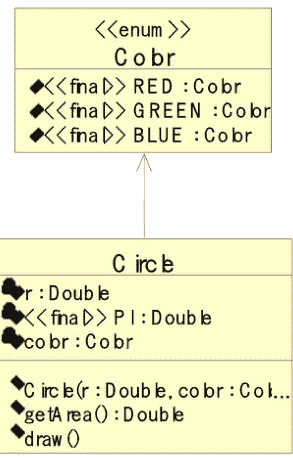 <<enum>>
Color
<<final>> RED : Color
<<final>> GREEN : Color
<<final>> BLUE : Color
Circle
r : Double
<<final>> PI : Double
color : Color
Circle(r : Double, color : Col...
getArea() : Double
draw()